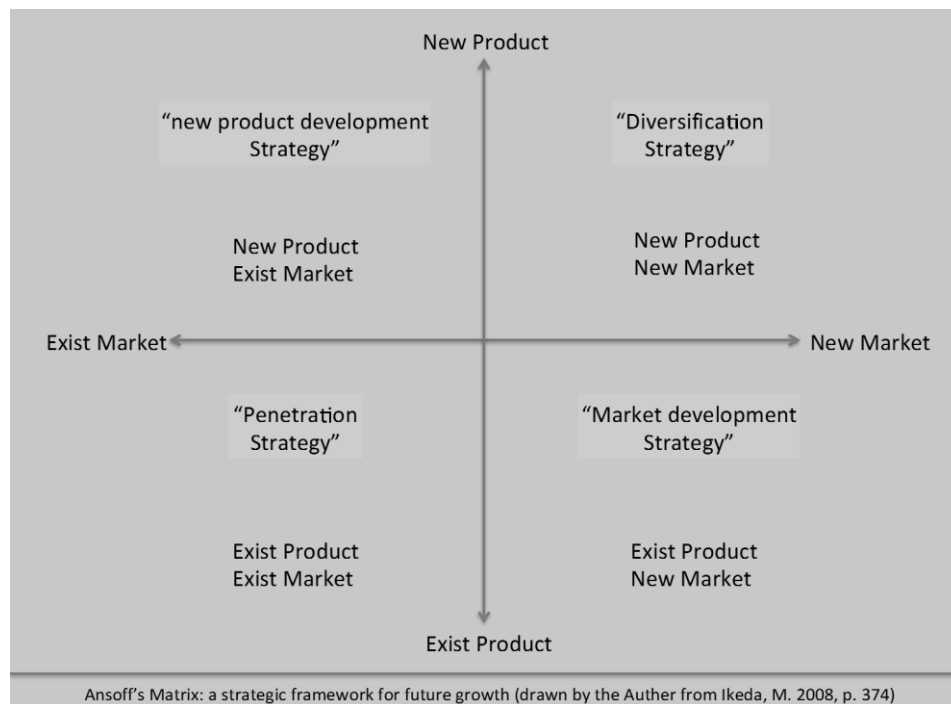 New Product
“new product development
Strategy”
“Diversification
Strategy”
New Product
Exist Market
New Product
New Market
Exist Market
New Market
“Penetration
Strategy”
“Market development
Strategy”
Exist Product
Exist Market
Exist Product
New Market
Exist Product
Ansoff’s Matrix: a strategic framework for future growth (drawn by the Auther from Ikeda, M. 2008, p. 374)